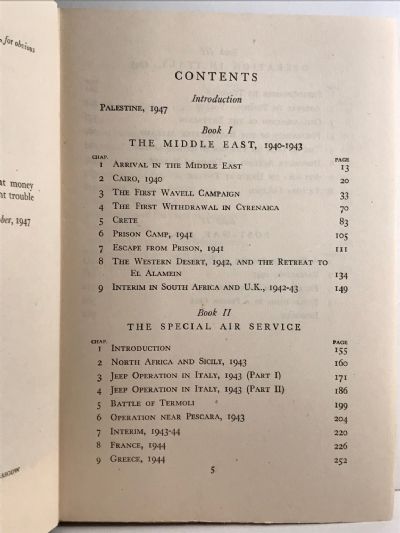 for obvious
at money
nt trouble
ber, 1947
ASGOW
CONTENTS
Introduction
PALESTINE, 1947
Book I
THE MIDDLE EAST, 1940-1943
CHAP. PAGE
1 ARRIVAL IN THE MIDDLE EAST 13
2 CAIRO, 1940 20
3 THE FIRST WAVELL CAMPAIGN 33
4 THE FIRST WITHDRAWAL IN CYRENAICA 70
5 CRETE 83
6 PRISON CAMP, 1941 105
7 ESCAPE FROM PRISON, 1941 111
8 THE WESTERN DESERT, 1942, AND THE RETREAT TO
EL ALAMEIN 134
9 INTERIM IN SOUTH AFRICA AND U.K., 1942-43 149
Book II
THE SPECIAL AIR SERVICE
CHAP. PAGE
1 INTRODUCTION 155
2 NORTH AFRICA AND SICILY, 1943 160
3 JEEP OPERATION IN ITALY, 1943 (PART I) 171
4 JEEP OPERATION IN ITALY, 1943 (PART II) 186
5 BATTLE OF TERMOLI 199
6 OPERATION NEAR PESCARA, 1943 204
7 INTERIM, 1943-44 220
8 FRANCE, 1944 226
9 GREECE, 1944 252
5